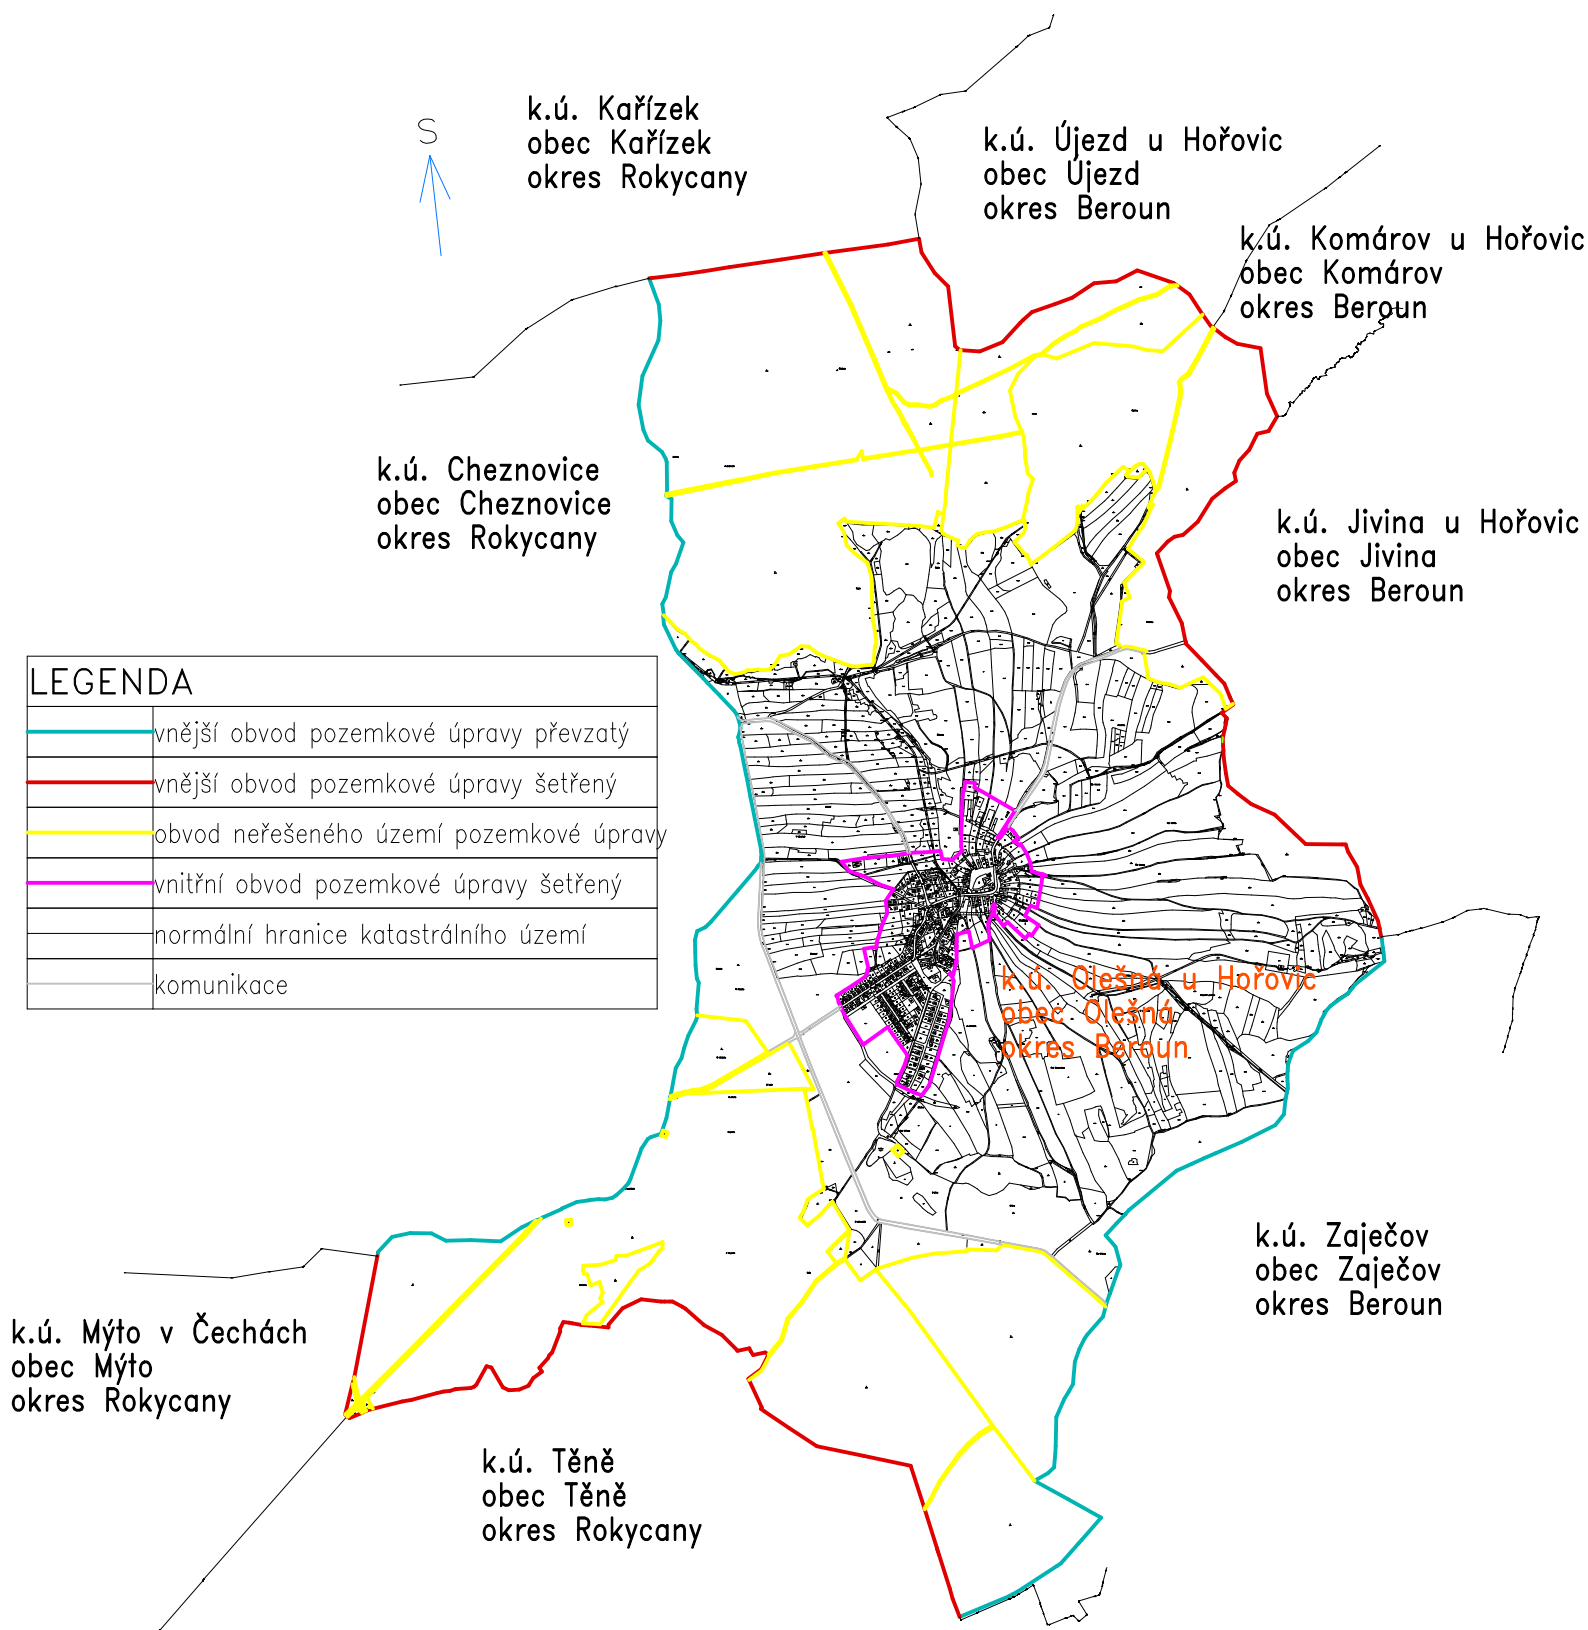 k.ú. Kařízek
obec Kařízek
okres Rokycany
S
k.ú. Újezd u Hořovic
obec Újezd
okres Beroun
k.ú. Komárov u Hořovic
obec Komárov
okres Beroun
k.ú. Cheznovice
obec Cheznovice
okres Rokycany
k.ú. Jivina u Hořovic
obec Jivina
okres Beroun
LEGENDA
vnější obvod pozemkové úpravy převzatý
vnější obvod pozemkové úpravy šetřený
obvod neřešeného území pozemkové úpravy
vnitřní obvod pozemkové úpravy šetřený
normální hranice katastrálního území
komunikace
k.ú. Olešná u Hořovic
obec Olešná
okres Beroun
k.ú. Zaječov
obec Zaječov
okres Beroun
k.ú. Mýto v Čechách
obec Mýto
okres Rokycany
k.ú. Těně
obec Těně
okres Rokycany